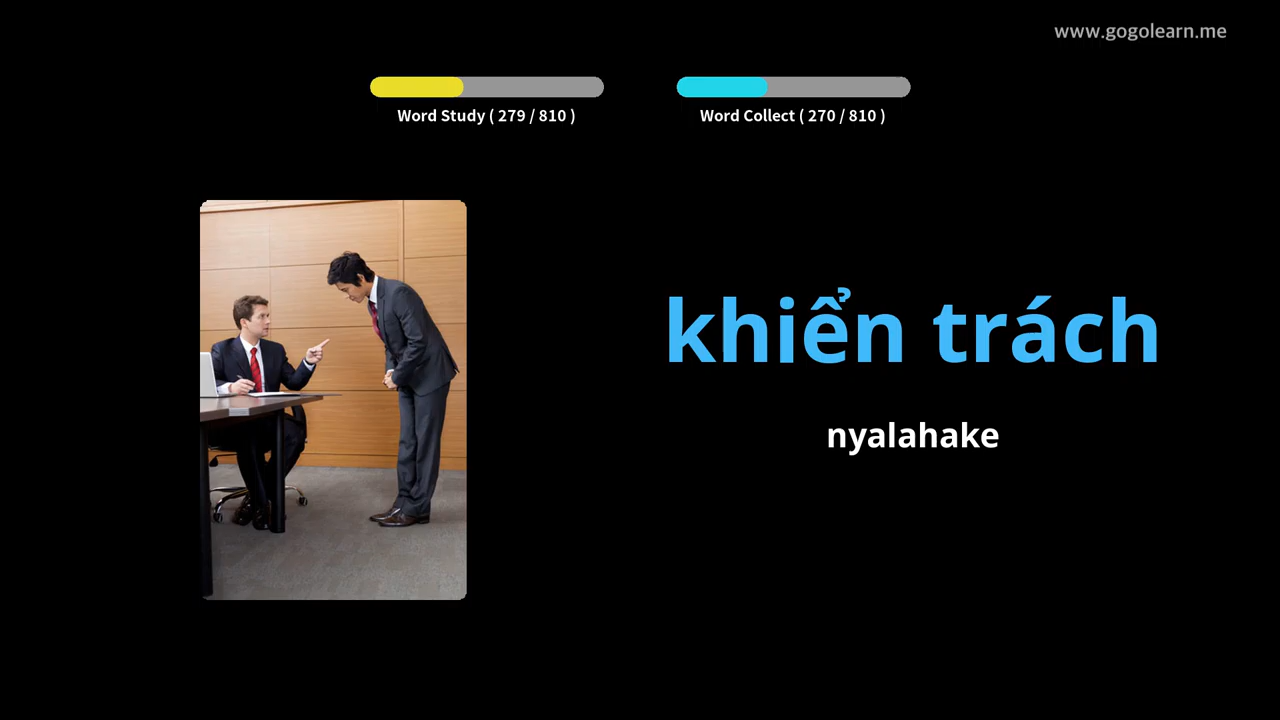 www.gogolearn.me
Word Study ( 279 / 810 )
Word Collect ( 270 / 810 )
khiển trách
nyalahake